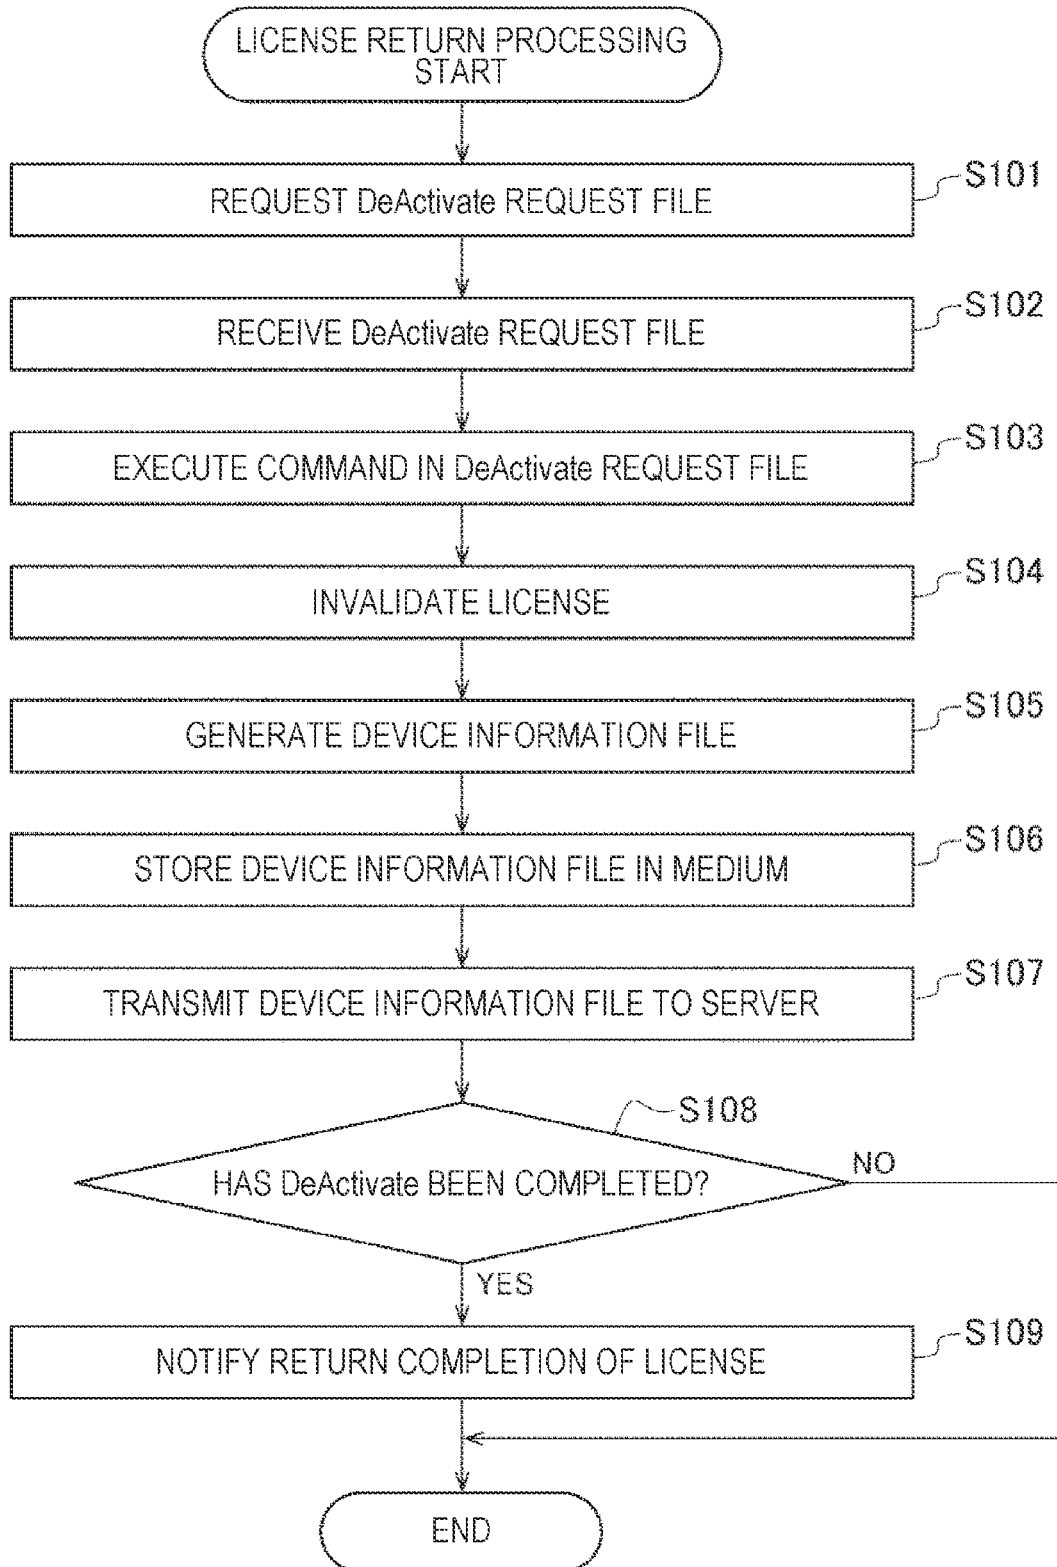 LICENSE RETURN PROCESSING
START
S101
REQUEST DeActivate REQUEST FILE
S102
RECEIVE DeActivate REQUEST FILE
S103
EXECUTE COMMAND IN DeActivate REQUEST FILE
S104
INVALIDATE LICENSE
S105
GENERATE DEVICE INFORMATION FILE
S106
STORE DEVICE INFORMATION FILE IN MEDIUM
S107
TRANSMIT DEVICE INFORMATION FILE TO SERVER
S108
HAS DeActivate BEEN COMPLETED?
NO
YES
S109
NOTIFY RETURN COMPLETION OF LICENSE
END